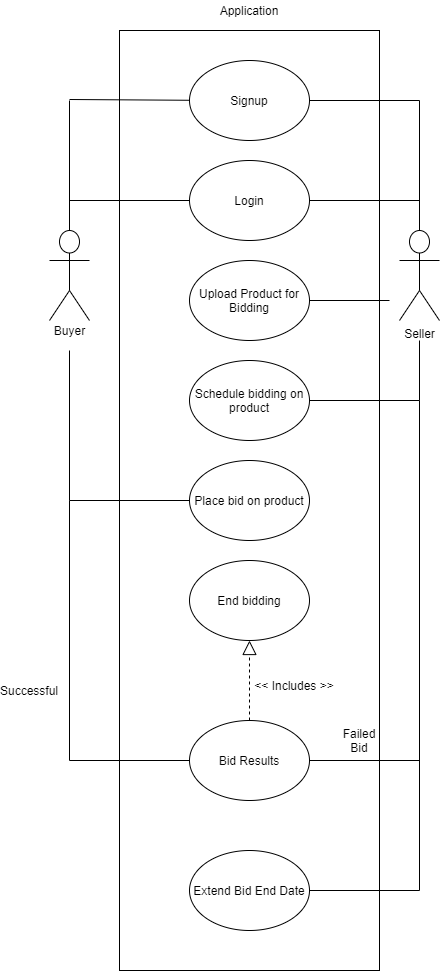 Application
Signup
Login
Upload Product for
Bidding
Buyer
Seller
Schedule bidding on
product
Place bid on product
End bidding
<< Includes >>
Successful
Failed
Bid
Bid Results
Extend Bid End Date